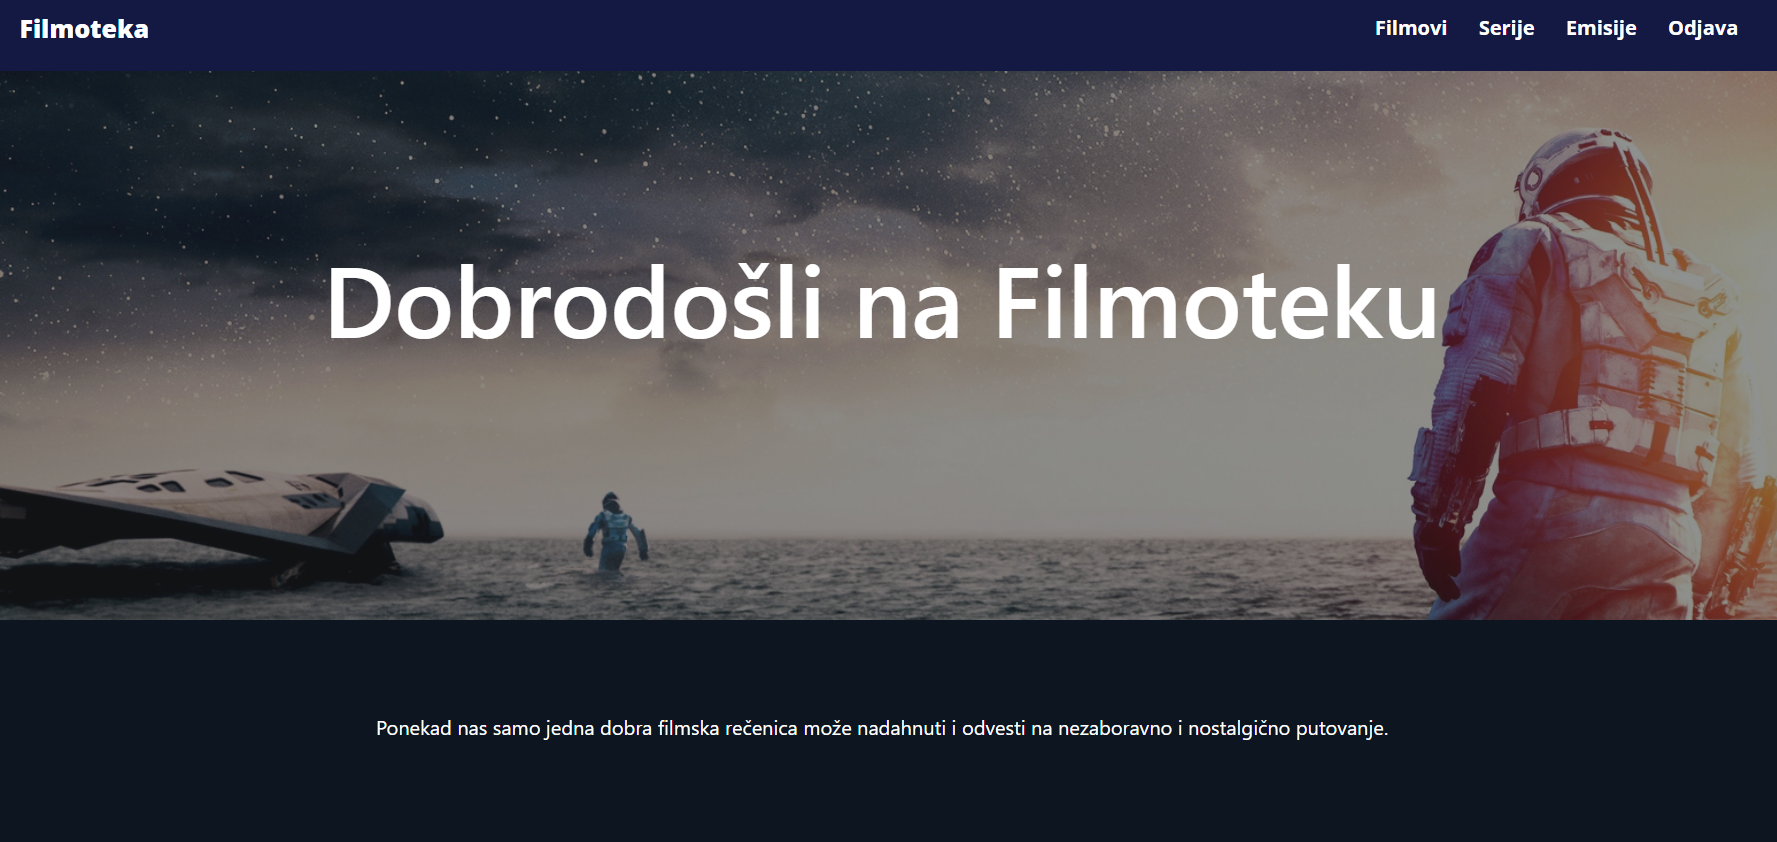 Filmoteka
Filmovi Serije Emisije Odjava
Dobrodošli na Filmoteku
Ponekad nas samo jedna dobra filmska rečenica može nadahnuti i odvesti na nezaboravno i nostalgično putovanje.